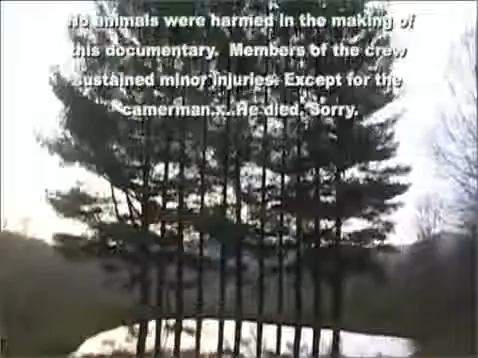 No animals were harmed in the making of
this documentary. Members of the crew
sustained minor injuries. Except for the
camerman...He died. Sorry.